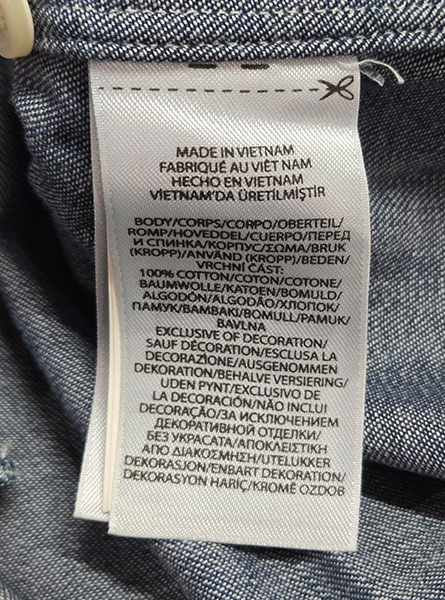 MADE IN VIETNAM
FABRIQUÉ AU VIÊT NAM
HECHO EN VIETNAM
VIETNAM'DA ÜRETİLMİŞTİR
BODY/CORPS/CORPO/OBERTEIL/
ROMP/HOVEDDEL/CUERPO/ПЕРЕД
И СПИНКА/КОРПУС/ΣΩΜΑ/BRUK
(KROPP)/ANVÄND (KROPP)/BEDEN/
VRCHNÍ ČÁST:
100% COTTON/COTON/COTONE/
BAUMWOLLE/KATOEN/BOMULD/
ALGODÓN/ALGODÃO/ХЛОПОК/
ПАМУК/ΒΑΜΒΑΚΙ/BOMULL/PAMUK/
BAVLNA
EXCLUSIVE OF DECORATION/
SAUF DÉCORATION/ESCLUSA LA
DECORAZIONE/AUSGENOMMEN
DEKORATION/BEHALVE VERSIERING/
UDEN PYNT/EXCLUSIVO DE
LA DECORACIÓN/NÃO INCLUI
DECORAÇÃO/ЗА ИСКЛЮЧЕНИЕМ
ДЕКОРАТИВНОЙ ОТДЕЛКИ/
БЕЗ УКРАСАТА/ΑΠΟΚΛΕΙΣΤΙΚΗ
ΑΠΟ ΔΙΑΚΟΣΜΗΣΗ/UTELUKKER
DEKORASJON/ENBART DEKORATION/
DEKORASYON HARİÇ/KROMĚ OZDOB